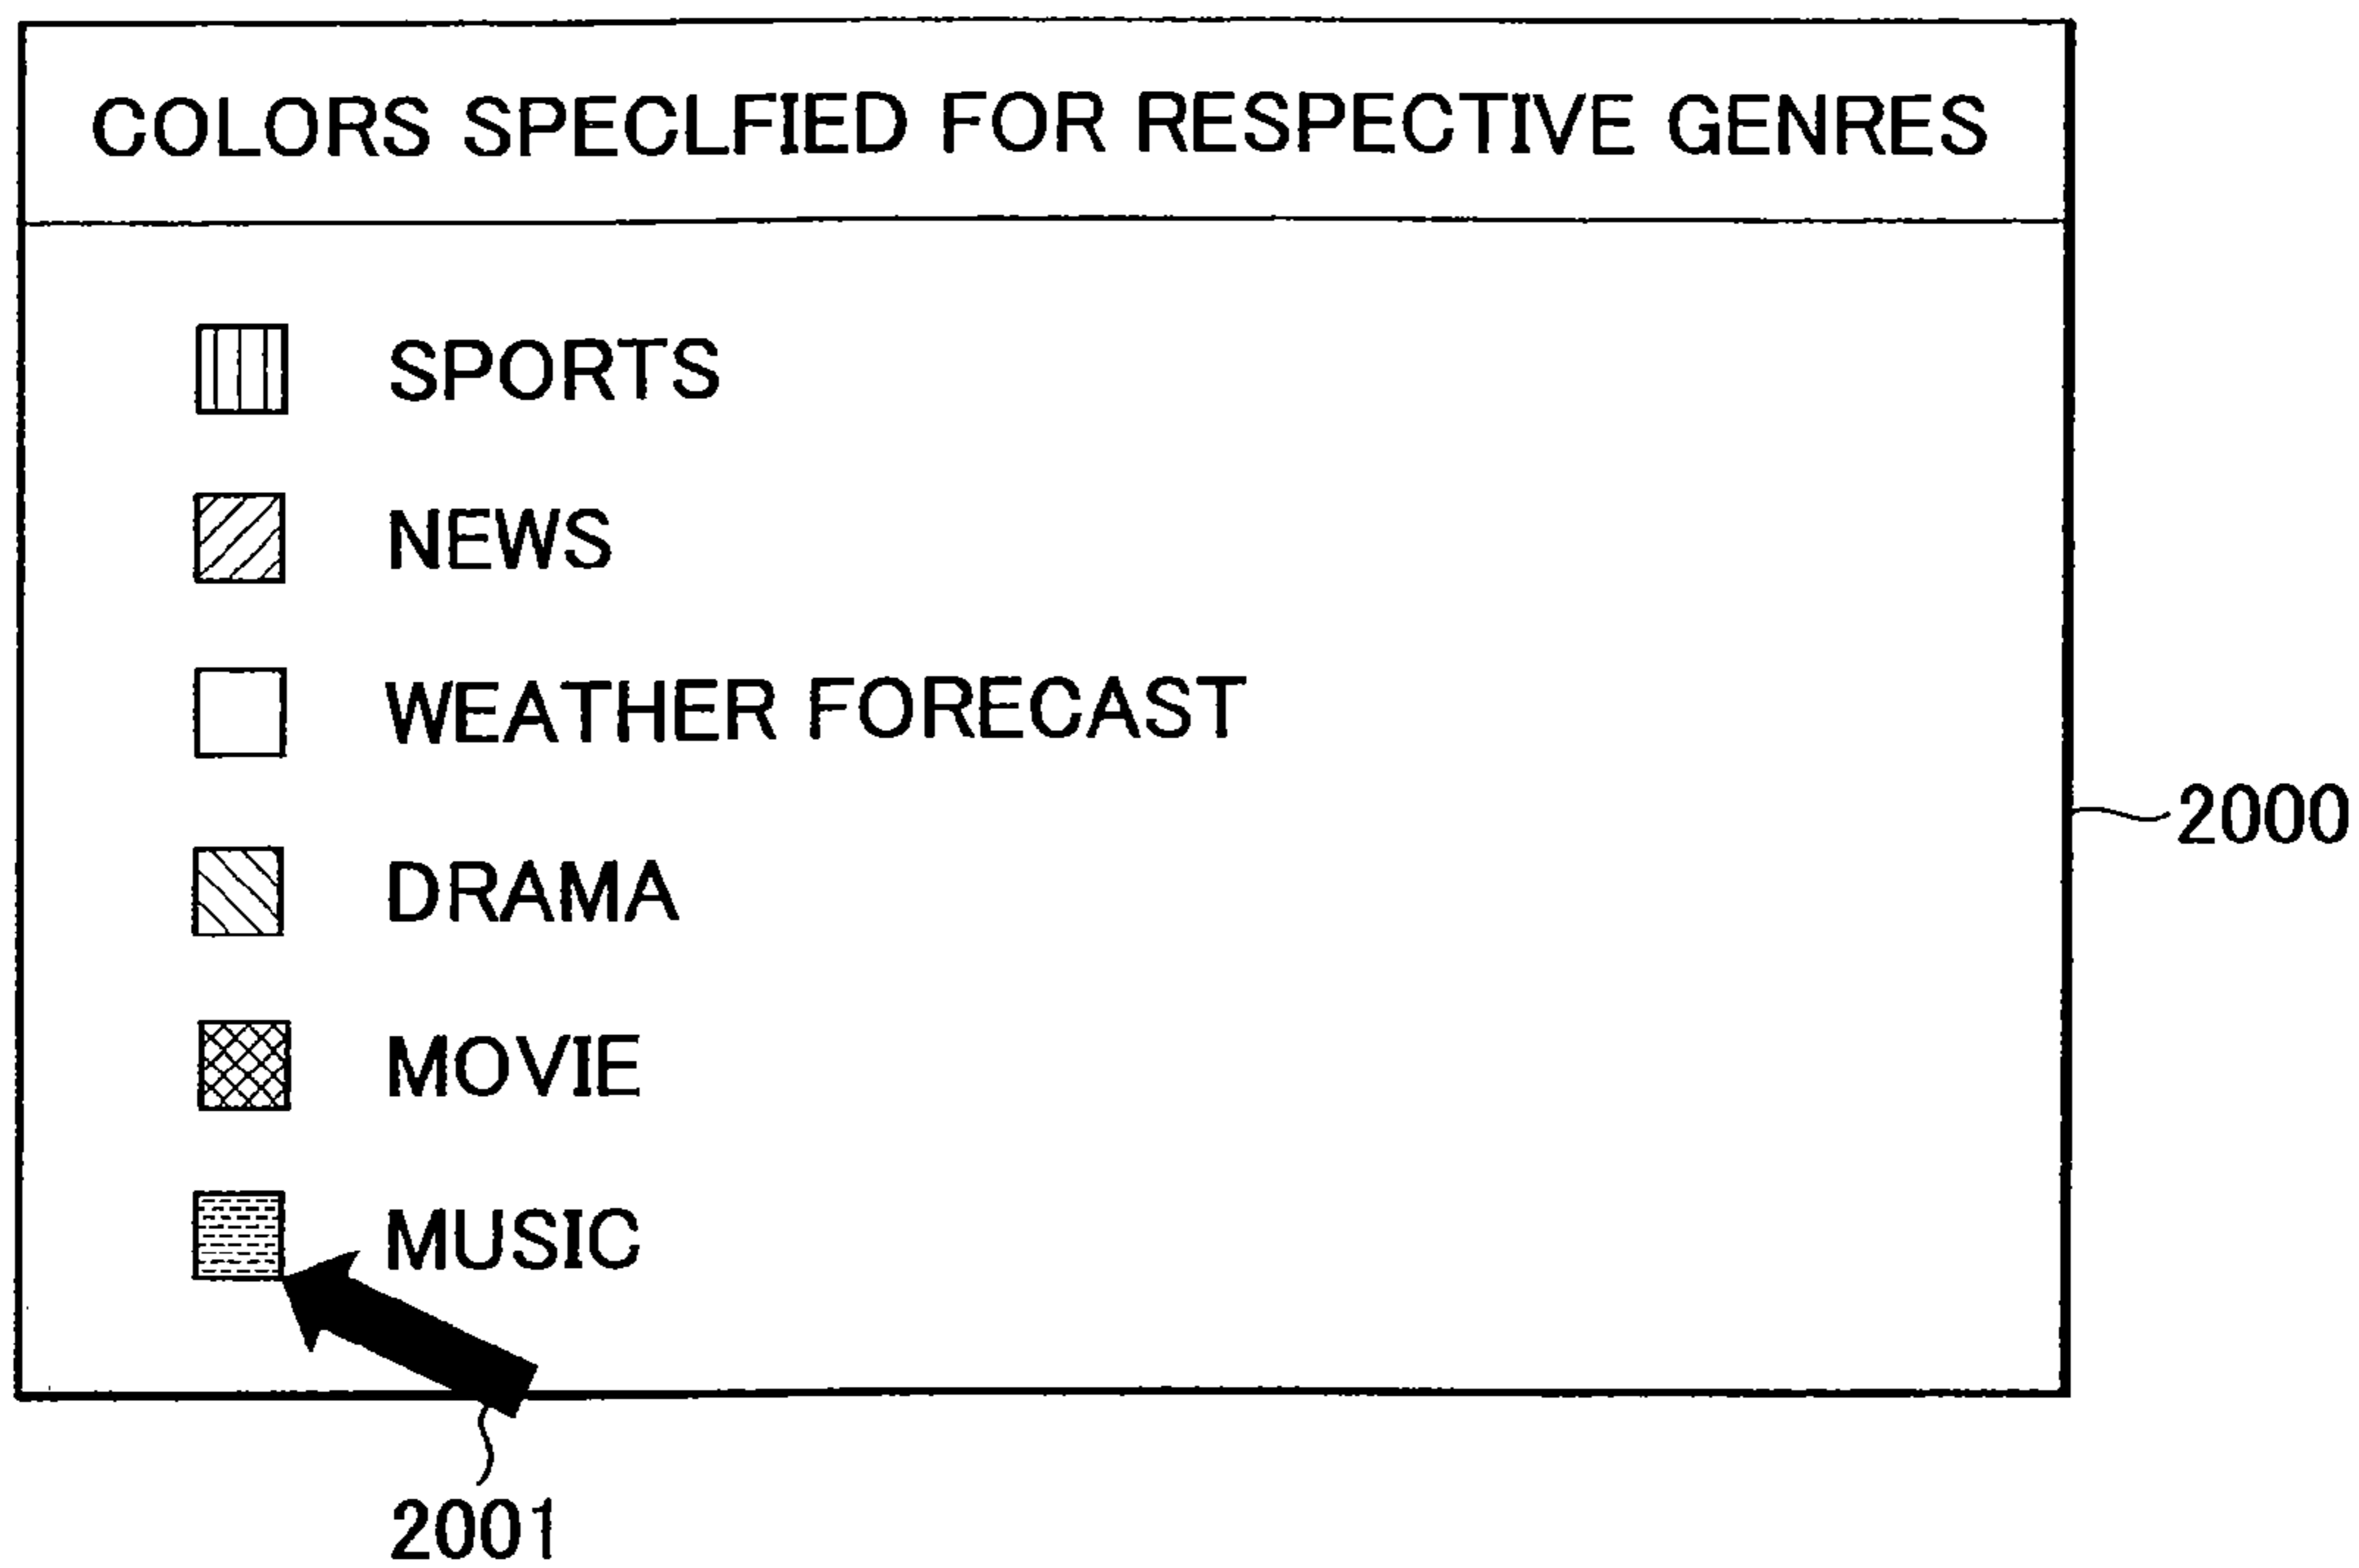 COLORS SPECLFIED FOR RESPECTIVE GENRES
SPORTS
NEWS
WEATHER FORECAST
2000
DRAMA
MOVIE
MUSIC
2001